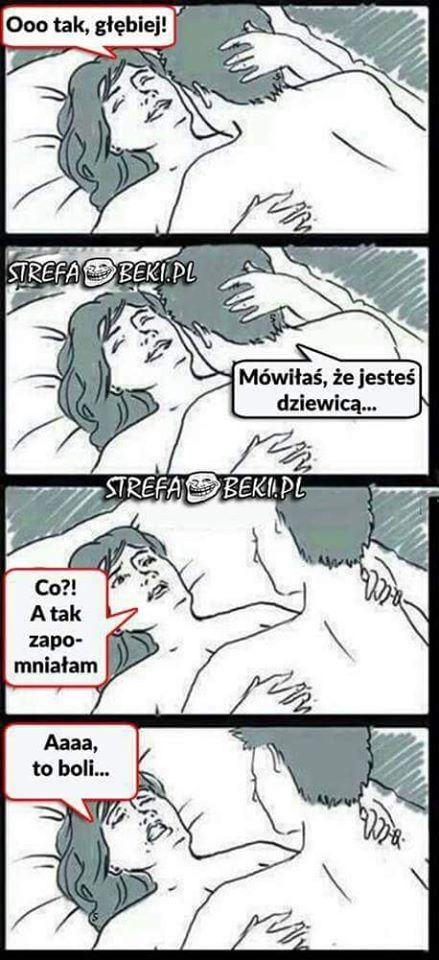 Ooo tak, głębiej!
STREFA BEKI.PL
Mówiłaś, że jesteś
dziewicą...
STREFA BEKI.PL
Co?!
A tak
zapo-
mniałam
Aaaa,
to boli...